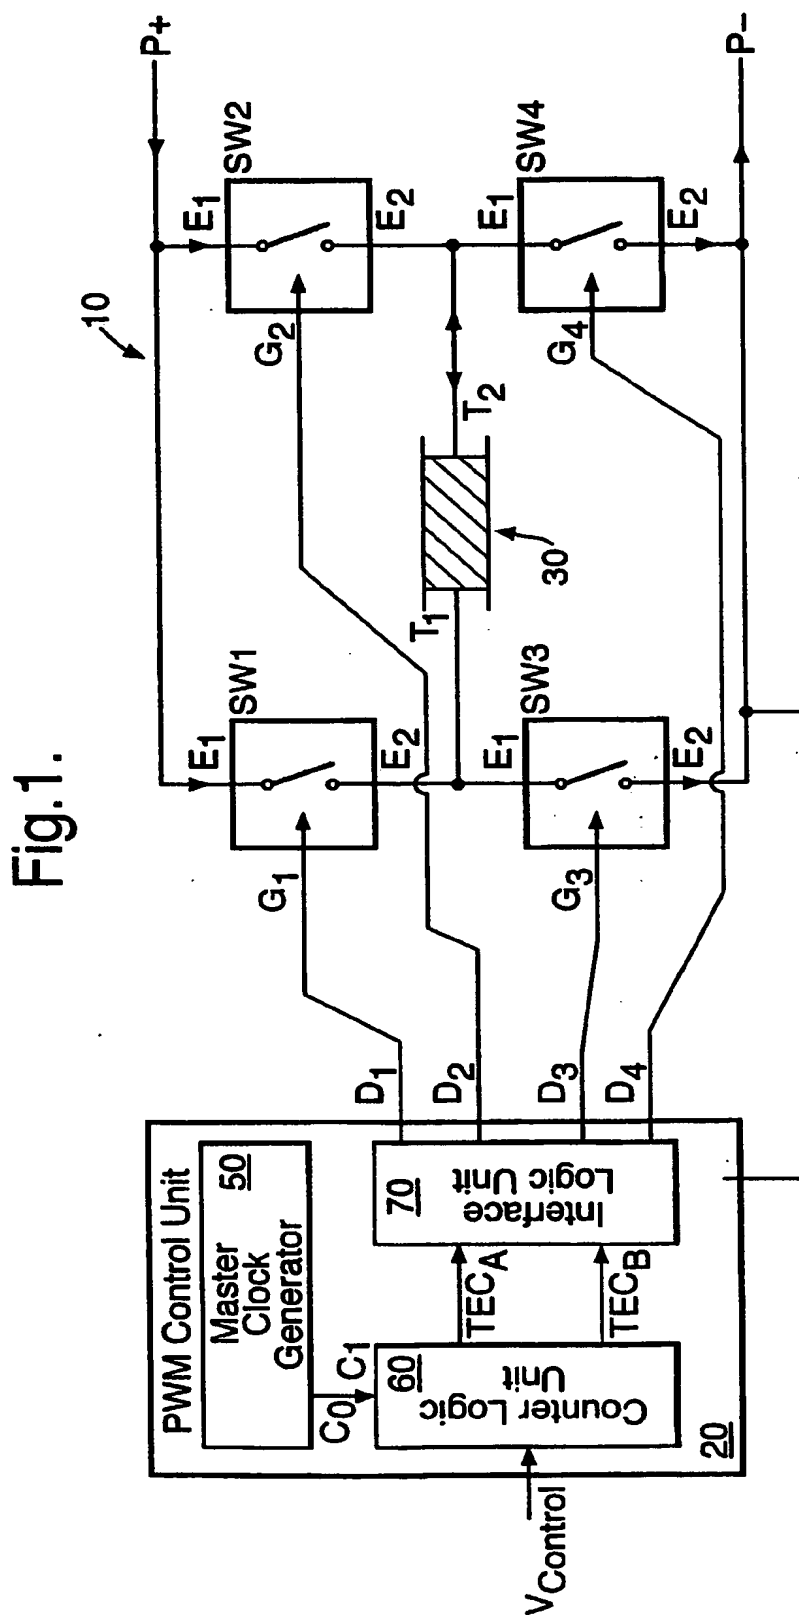 Fig.1.
10
P+
P-
SW1
E1
E2
G1
SW2
E1
E2
G2
T1
T2
30
SW3
E1
E2
G3
SW4
E1
E2
G4
PWM Control Unit
Master
Clock
Generator
50
C0
C1
Counter Logic
Unit
60
VControl
20
TECA
TECB
Interface
Logic Unit
70
D1
D2
D3
D4